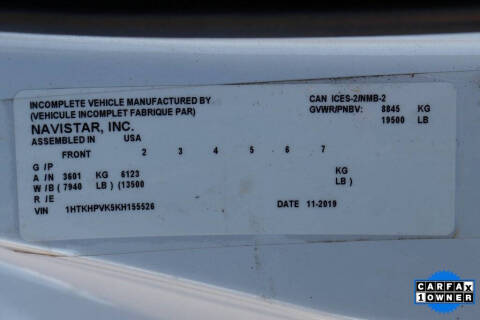 INCOMPLETE VEHICLE MANUFACTURED BY
(VEHICULE INCOMPLET FABRIQUE PAR)
NAVISTAR, INC.
ASSEMBLED IN USA
CAN ICES-2/NMB-2
GVWR/PNBV: 8845 KG
19500 LB
FRONT 2 3 4 5 6 7
G / P
A / N 3601 KG 6123 KG
W / B ( 7940 LB ) (13500 LB )
R / E
VIN 1HTKHPVK5KH155526
DATE 11-2019
CARFAX
1 OWNER